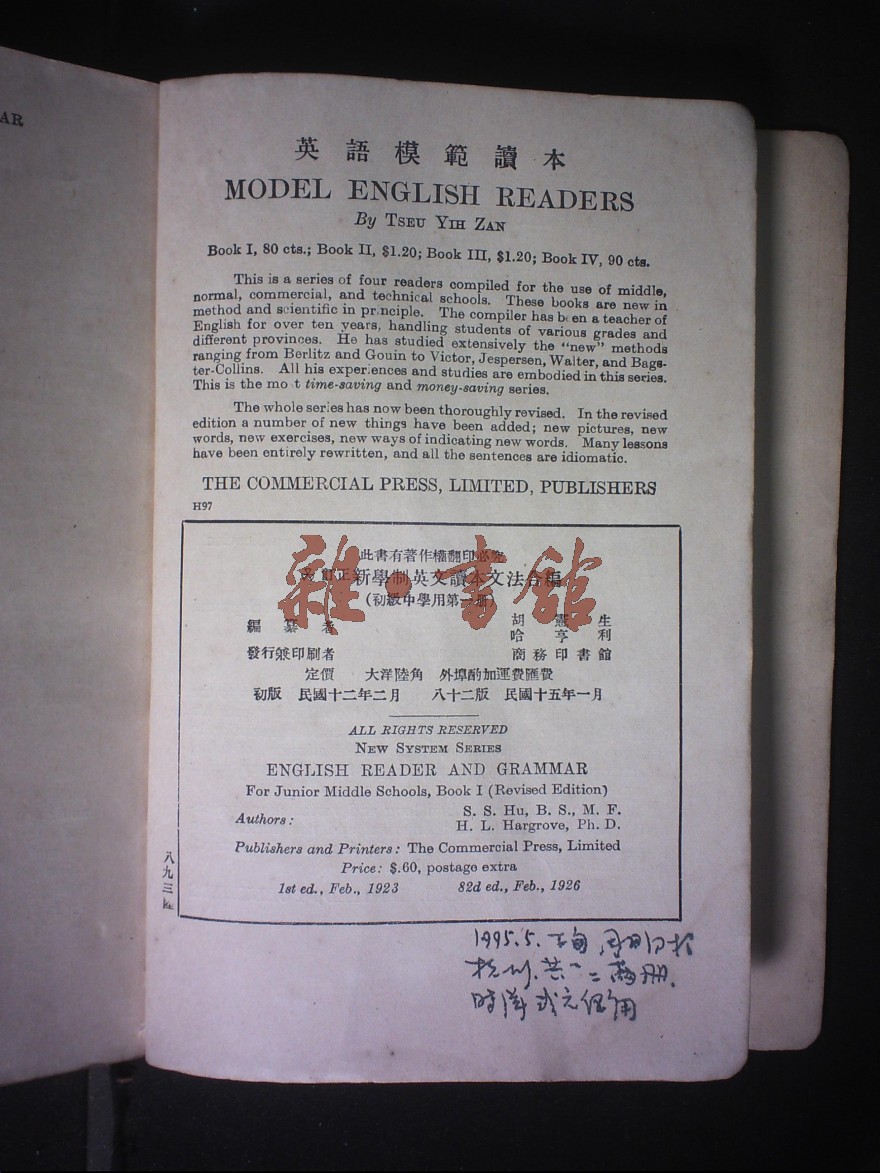 AR
英語模範讀本
MODEL ENGLISH READERS
By TSEU YIH ZAN
Book I, 80 cts.; Book II, $1.20; Book III, $1.20; Book IV, 90 cts.
This is a series of four readers compiled for the use of middle,
normal, commercial, and technical schools. These books are new in
method and scientific in pr.nciple. The compiler has b en a teacher of
English for over ten years, handling students of various grades and
different provinces. He has studied extensively the "new" methods
ranging from Berlitz and Gouin to Victor, Jespersen, Walter, and Bags-
ter-Collins. All his exper.ences and studies are embodied in this series.
This is the mo t time-saving and money-saving series.
The whole series has now been thoroughly revised. In the revised
edition a number of new things have been added; new pictures, new
words, new exercises, new ways of indicating new words. Many lessons
have been entirely rewritten, and all the sentences are idiomatic.
THE COMMERCIAL PRESS, LIMITED, PUBLISHERS
H97
此書有著作權翻印必究
訂正新學制英文讀本文法合編
(初級中學用第一册)
編纂者
胡憲生
哈亨利
發行兼印刷者 商務印書館
定價 大洋陸角 外埠酌加運費匯費
初版 民國十二年二月 八十二版 民國十五年一月
ALL RIGHTS RESERVED
NEW SYSTEM SERIES
ENGLISH READER AND GRAMMAR
For Junior Middle Schools, Book I (Revised Edition)
Authors:
S. S. Hu, B. S., M. F.
H. L. Hargrove, Ph. D.
Publishers and Printers: The Commercial Press, Limited
Price: $.60, postage extra
1st ed., Feb., 1923 82d ed., Feb., 1926
八九三
雜·書館
1995.5.
杭州.共一二兩册.